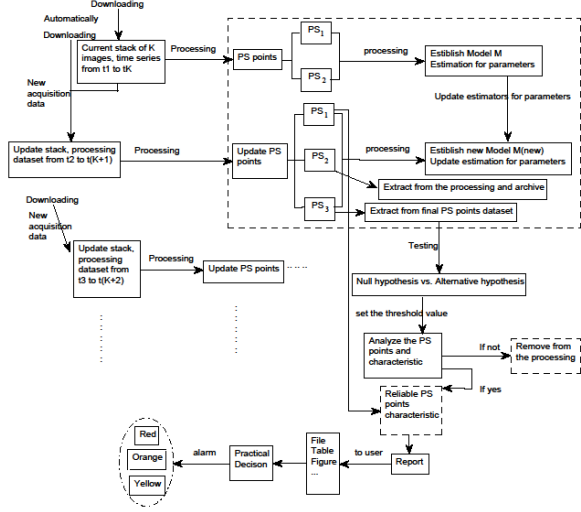 Downloading
Automatically
Downloading
Current stack of K
images, time series
from t1 to tK
Processing
PS points
PS1
PS2
processing
Estiblish Model M
Estimation for parameters
New
acquisition
data
Update estimators for parameters
Update stack, processing
dataset from t2 to t(K+1)
Processing
Update PS
points
PS1
PS2
PS3
processing
Estiblish new Model M(new)
Update estimation for parameters
Extract from the processing and archive
Extract from final PS points dataset
Downloading
New
acquisition
data
Update stack,
processing
dataset from
t3 to t(K+2)
Processing
Update PS points
......
Testing
Null hypothesis vs. Alternative hypothesis
set the threshold value
Analyze the PS
points and
characteristic
If not
Remove from
the processing
If yes
Reliable PS
points
characteristic
Red
Orange
Yellow
alarm
Practical
Decison
File
Table
Figure
...
to user
Report